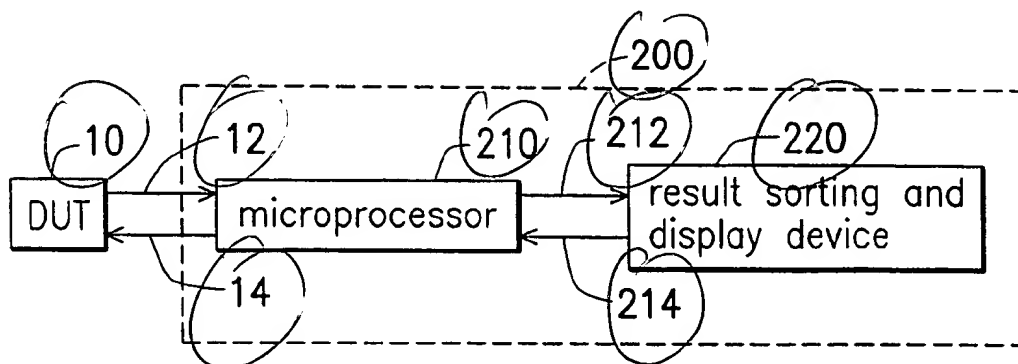 200
10
12
210
212
220
DUT
microprocessor
result sorting and
display device
14
214